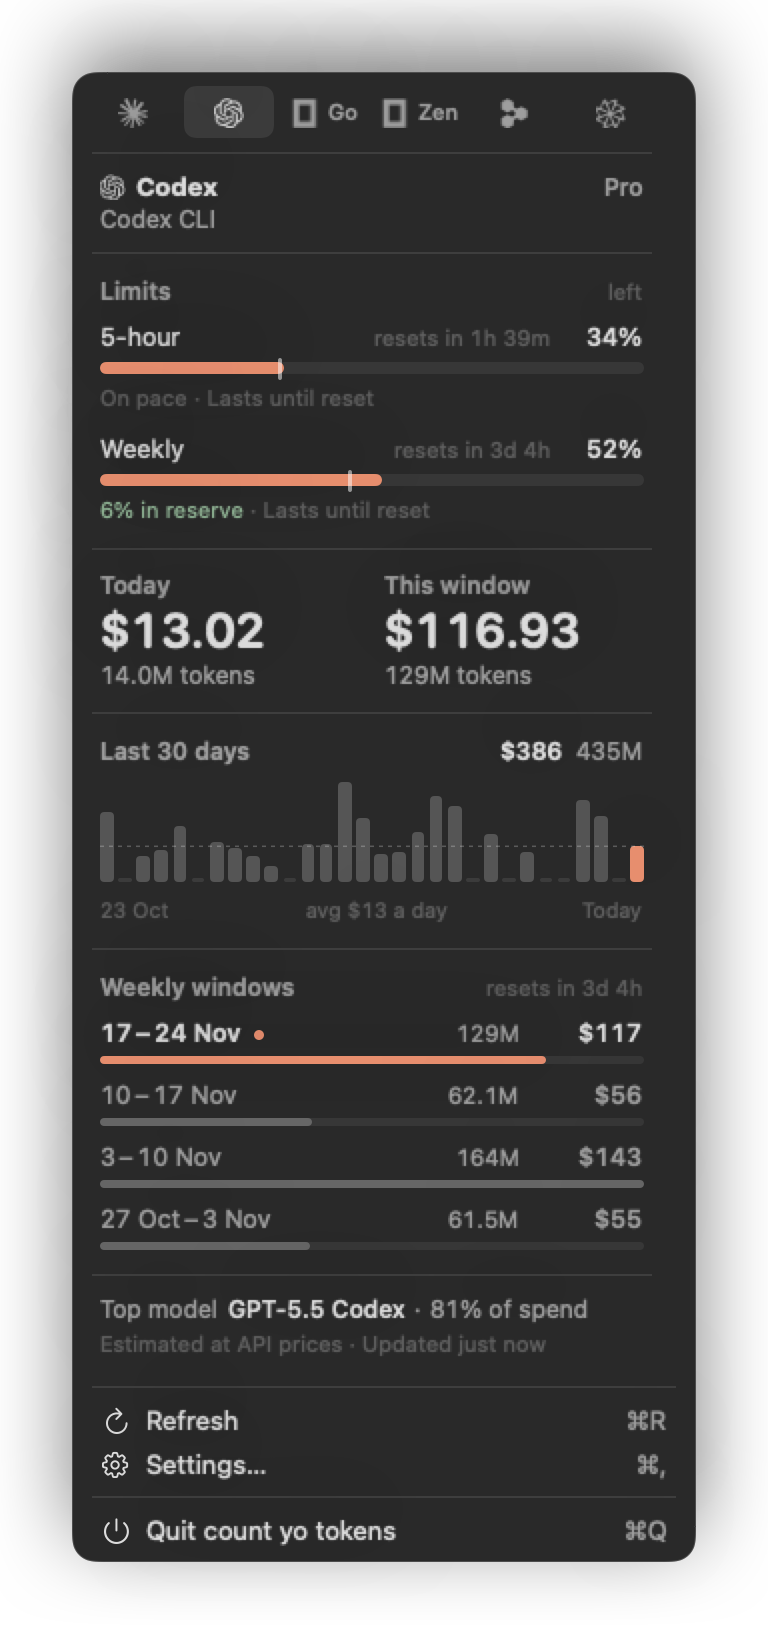 Go Zen
Codex Pro
Codex CLI
Limits left
5-hour resets in 1h 39m 34%
On pace · Lasts until reset
Weekly resets in 3d 4h 52%
6% in reserve · Lasts until reset
Today This window
$13.02 $116.93
14.0M tokens 129M tokens
Last 30 days $386 435M
23 Oct avg $13 a day Today
Weekly windows resets in 3d 4h
17–24 Nov 129M $117
10–17 Nov 62.1M $56
3–10 Nov 164M $143
27 Oct–3 Nov 61.5M $55
Top model GPT-5.5 Codex · 81% of spend
Estimated at API prices · Updated just now
Refresh ⌘R
Settings... ⌘,
Quit count yo tokens ⌘Q